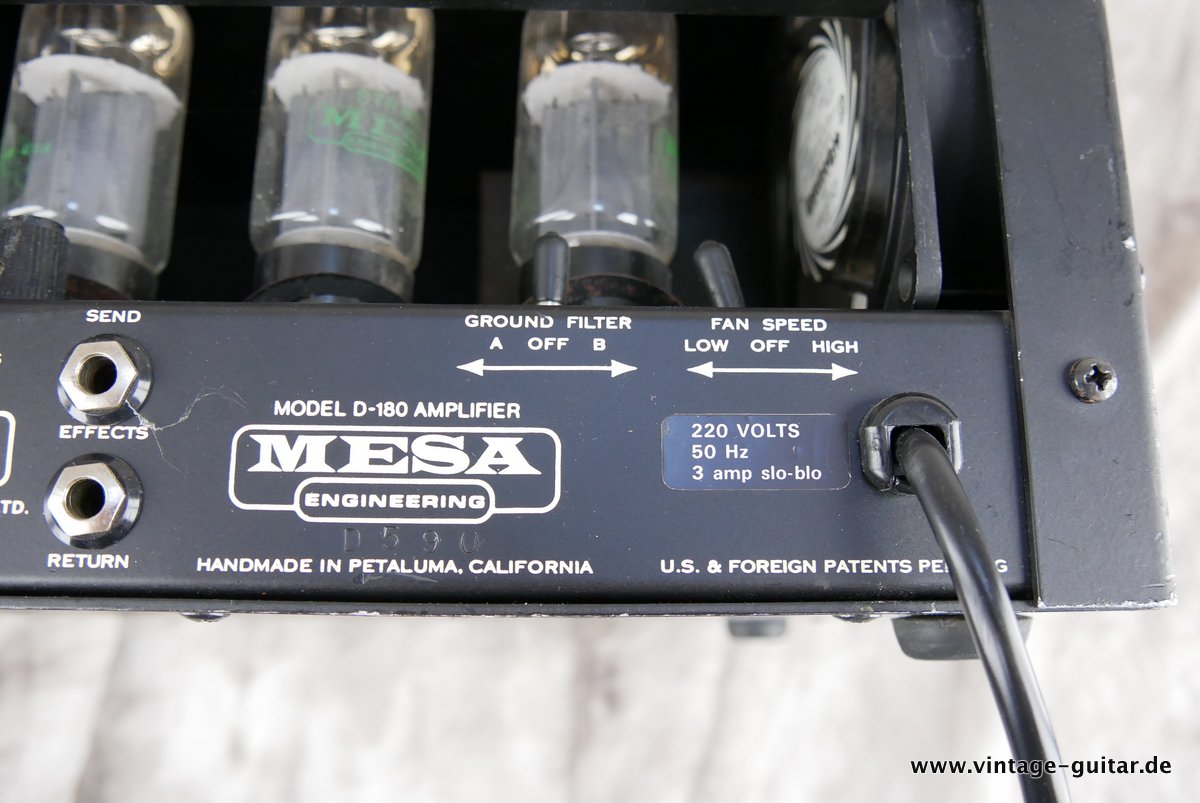 MESA
SEND
GROUND FILTER
A OFF B
FAN SPEED
LOW OFF HIGH
EFFECTS
RETURN
TD.
MODEL D-180 AMPLIFIER
MESA
ENGINEERING
D590
HANDMADE IN PETALUMA, CALIFORNIA
220 VOLTS
50 Hz
3 amp slo-blo
U.S. & FOREIGN PATENTS
www.vintage-guitar.de